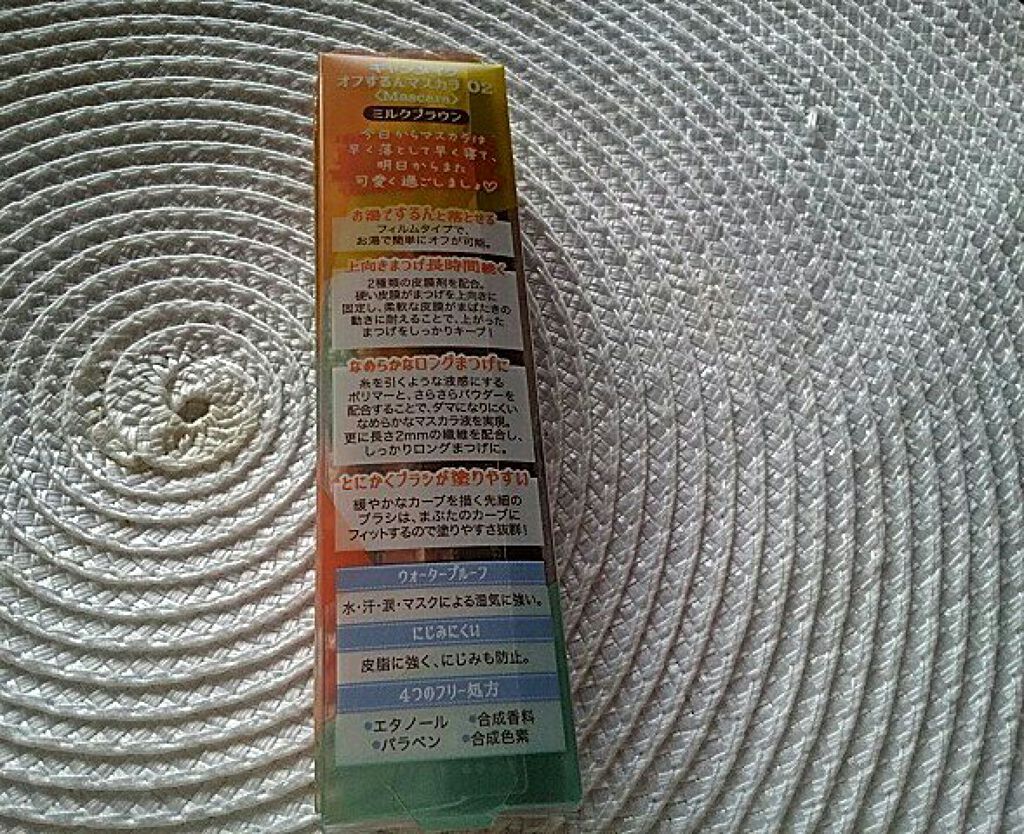 オフするんマスカラ 02
〈Mascara〉
ミルクブラウン
今日からマスカラは
早く落として早く寝て、
明日からまた
可愛く過ごしましょ♡
お湯でするんと落とせる
フィルムタイプで、
お湯で簡単にオフが可能。
上向きまつげ長時間続く
2種類の皮膜剤を配合。
硬い皮膜がまつげを上向きに
固定し、柔軟な皮膜がまばたきの
動きに耐えることで、上がった
まつげをしっかりキープ!
なめらかなロングまつげに
糸を引くような液感にする
ポリマーと、さらさらパウダーを
配合することで、ダマになりにくい
なめらかなマスカラ液を実現。
更に長さ2mmの繊維を配合し、
しっかりロングまつげに。
とにかくブラシが塗りやすい
緩やかなカーブを描く先細の
ブラシは、まぶたのカーブに
フィットするので塗りやすさ抜群!
ウォータープルーフ
水・汗・涙・マスクによる湿気に強い。
にじみにくい
皮脂に強く、にじみも防止。
4つのフリー処方
•エタノール •合成香料
•パラベン •合成色素